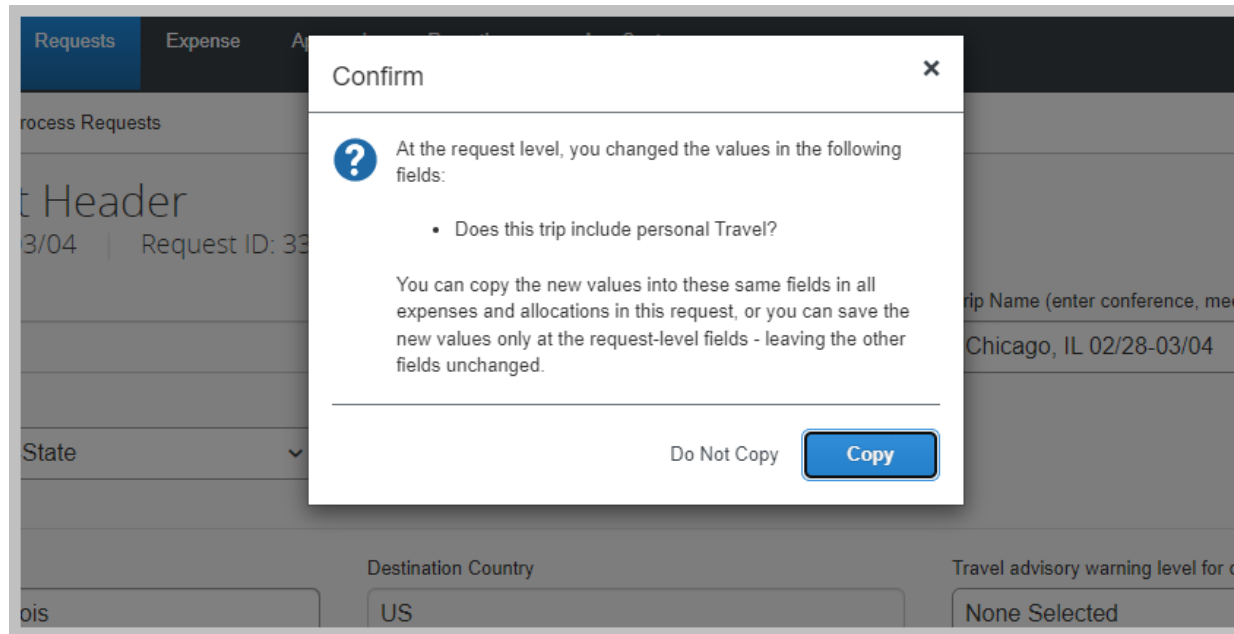 Requests Expense
Confirm
rocess Requests
At the request level, you changed the values in the following
fields:
t Header
• Does this trip include personal Travel?
3/04 | Request ID: 33
You can copy the new values into these same fields in all
expenses and allocations in this request, or you can save the
new values only at the request-level fields - leaving the other
fields unchanged.
rip Name (enter conference, mee
Chicago, IL 02/28-03/04
State
Do Not Copy Copy
Destination Country
Travel advisory warning level for
ois
US
None Selected